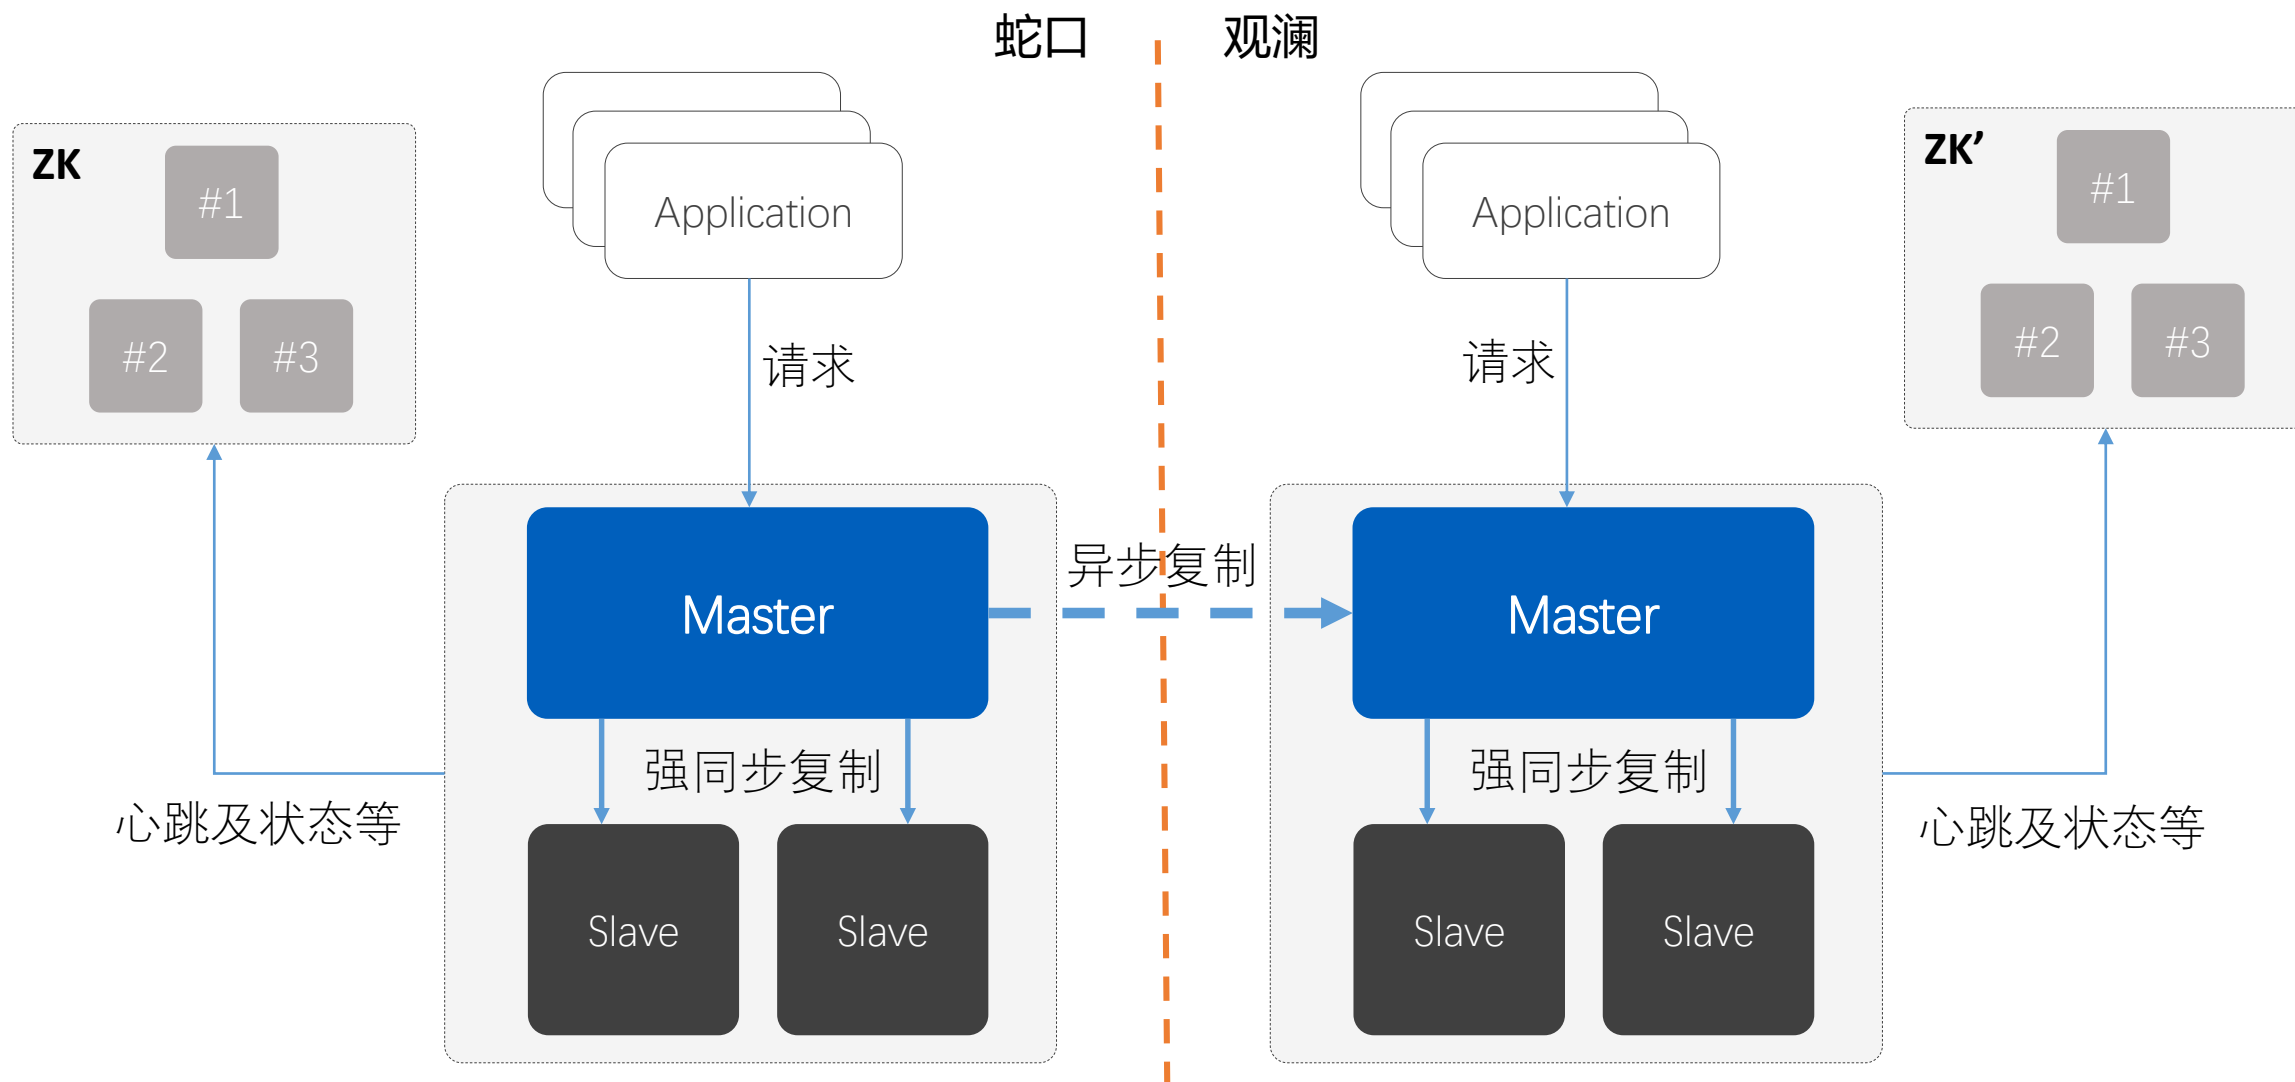 蛇口
观澜
ZK
#1
#2
#3
Application
请求
Application
请求
ZK’
#1
#2
#3
Master
异步复制
Master
强同步复制
强同步复制
心跳及状态等
心跳及状态等
Slave
Slave
Slave
Slave